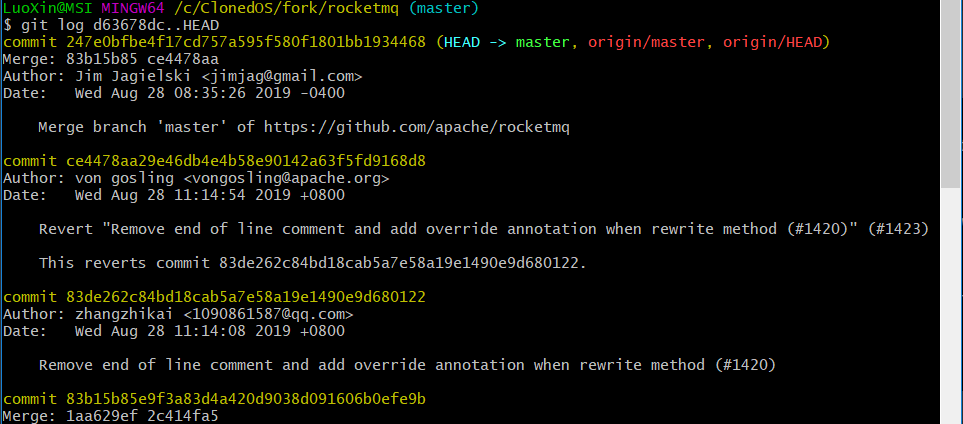 LuoXin@MSI MINGW64 /c/ClonedOS/fork/rocketmq (master)
$ git log d63678dc..HEAD
commit 247e0bfbe4f17cd757a595f580f1801bb1934468 (HEAD -> master, origin/master, origin/HEAD)
Merge: 83b15b85 ce4478aa
Author: Jim Jagielski <jimjag@gmail.com>
Date:   Wed Aug 28 08:35:26 2019 -0400
    Merge branch 'master' of https://github.com/apache/rocketmq
commit ce4478aa29e46db4e4b58e90142a63f5fd9168d8
Author: von gosling <vongosling@apache.org>
Date:   Wed Aug 28 11:14:54 2019 +0800
    Revert "Remove end of line comment and add override annotation when rewrite method (#1420)" (#1423)
    This reverts commit 83de262c84bd18cab5a7e58a19e1490e9d680122.
commit 83de262c84bd18cab5a7e58a19e1490e9d680122
Author: zhangzhikai <1090861587@qq.com>
Date:   Wed Aug 28 11:14:08 2019 +0800
    Remove end of line comment and add override annotation when rewrite method (#1420)
commit 83b15b85e9f3a83d4a420d9038d091606b0efe9b
Merge: 1aa629ef 2c414fa5